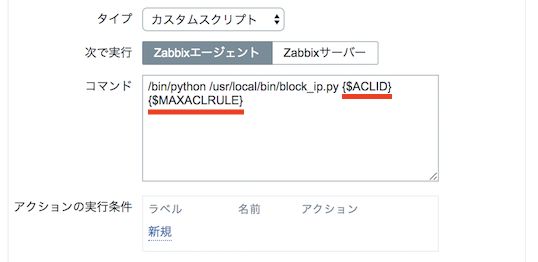 タイプ カスタムスクリプト
次で実行 Zabbixエージェント Zabbixサーバー
コマンド /bin/python /usr/local/bin/block_ip.py {$ACLID}
{$MAXACLRULE}
アクションの実行条件 ラベル 名前 アクション
新規